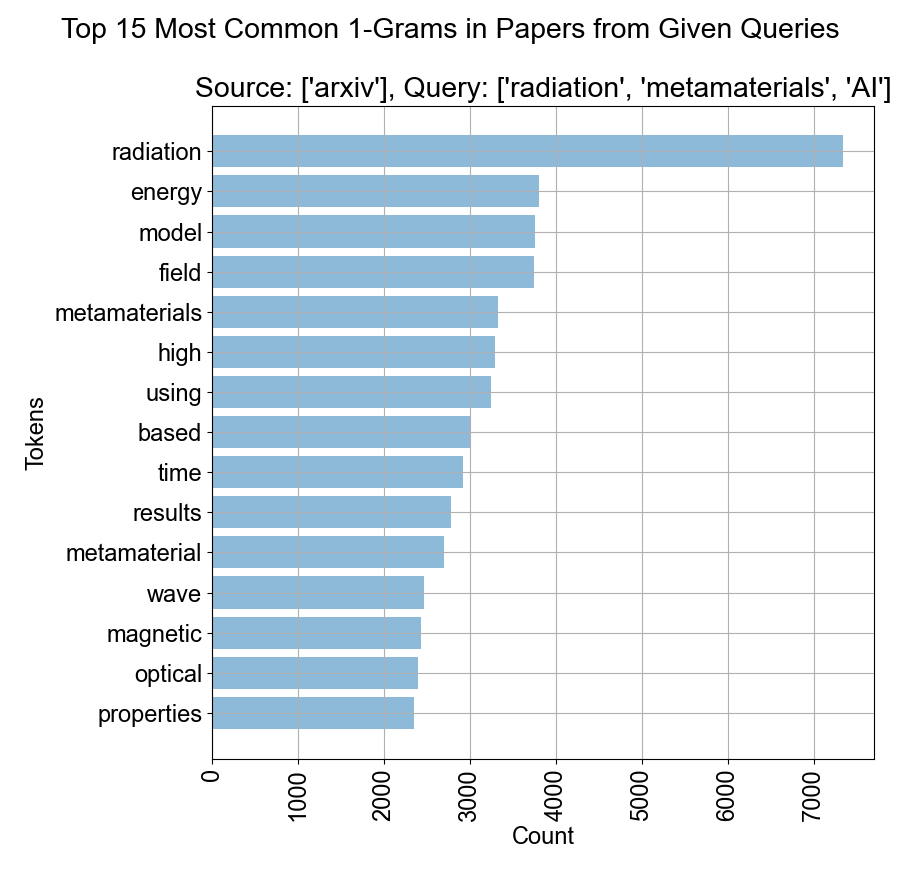 Top 15 Most Common 1-Grams in Papers from Given Queries
Source: ['arxiv'], Query: ['radiation', 'metamaterials', 'AI']
radiation
energy
model
field
metamaterials
high
using
based
time
results
metamaterial
wave
magnetic
optical
properties
Tokens
0
1000
2000
3000
4000
5000
6000
7000
Count